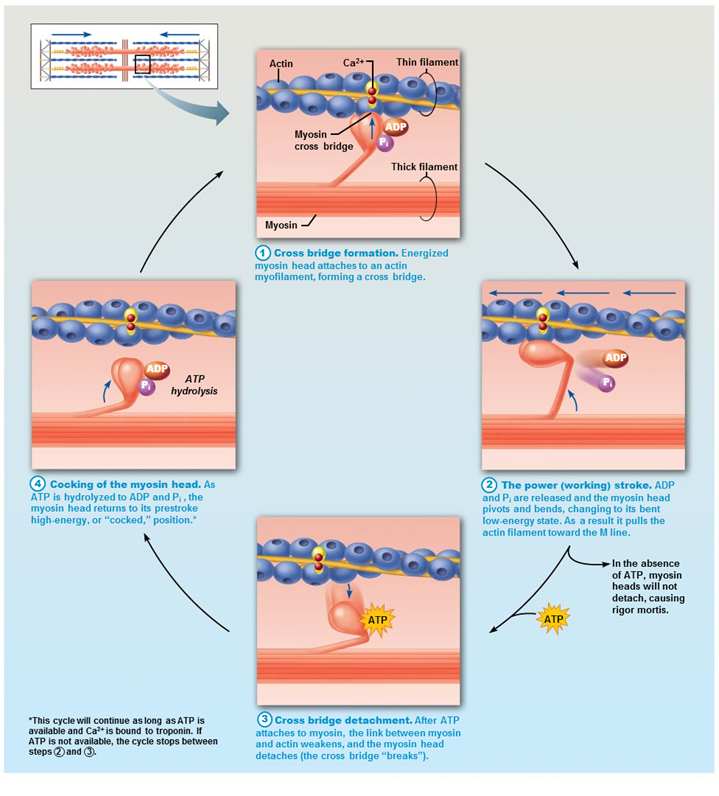 Actin
Ca2+
Thin filament
Myosin
cross bridge
ADP
Pi
Thick filament
Myosin
1 Cross bridge formation. Energized
myosin head attaches to an actin
myofilament, forming a cross bridge.
ADP
Pi
2 The power (working) stroke. ADP
and Pi are released and the myosin head
pivots and bends, changing to its bent
low-energy state. As a result it pulls the
actin filament toward the M line.
In the absence
of ATP, myosin
heads will not
detach, causing
rigor mortis.
ATP
ATP
3 Cross bridge detachment. After ATP
attaches to myosin, the link between myosin
and actin weakens, and the myosin head
detaches (the cross bridge “breaks”).
ADP
Pi
ATP
hydrolysis
4 Cocking of the myosin head. As
ATP is hydrolyzed to ADP and Pi , the
myosin head returns to its prestroke
high-energy, or “cocked,” position.*
*This cycle will continue as long as ATP is
available and Ca2+ is bound to troponin. If
ATP is not available, the cycle stops between
steps 2 and 3.